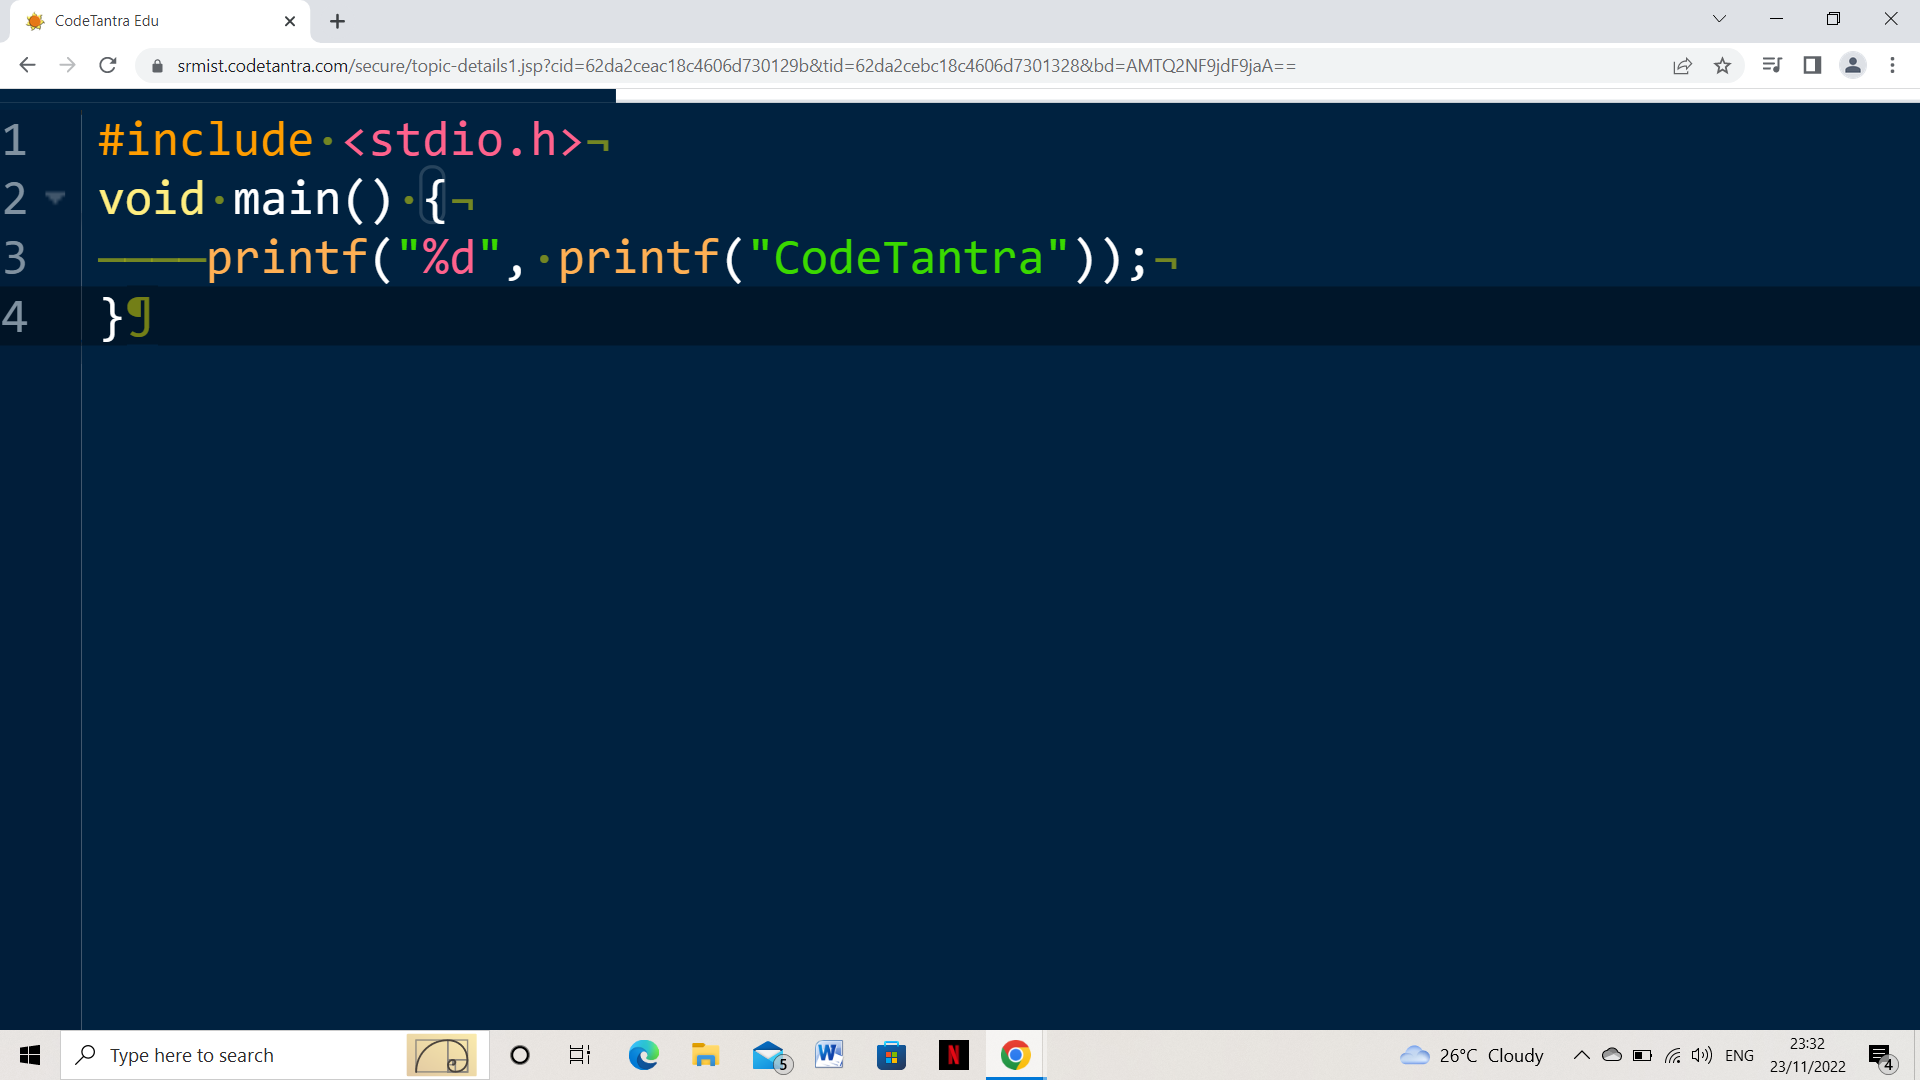 CodeTantra Edu
srmist.codetantra.com/secure/topic-details1.jsp?cid=62da2ceac18c4606d730129b&tid=62da2cebc18c4606d7301328&bd=AMTQ2NF9jdF9jaA==
1 #include·<stdio.h>¬
2 void·main()·{¬
3 ————printf("%d",·printf("CodeTantra"));¬
4 }¶
Type here to search 5 W N 26°C Cloudy ENG 23:32
23/11/2022 4